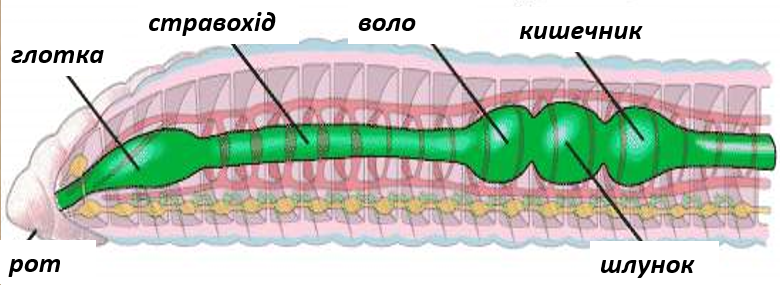 стравохід
воло
кишечник
глотка
рот
шлунок